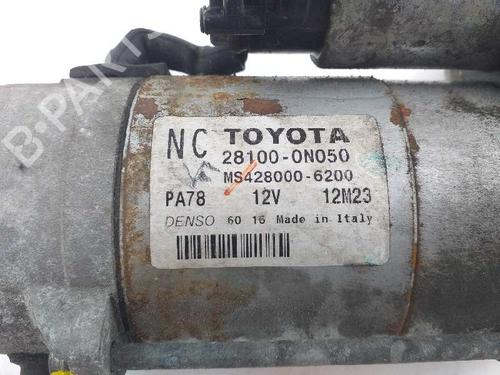 B-PARTS
NC TOYOTA
28100-0N050
MS428000-6200
PA78 12V 12M23
DENSO 60 16 Made in Italy